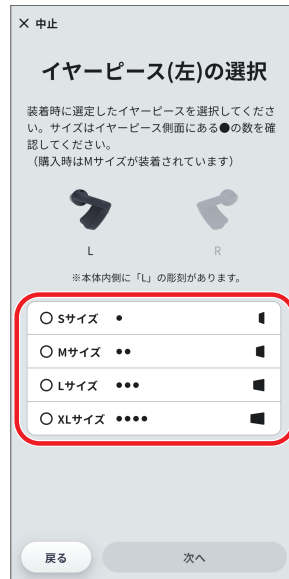 × 中止
イヤーピース(左)の選択
装着時に選定したイヤーピースを選択してくださ
い。サイズはイヤーピース側面にある●の数を確
認してください。
（購入時はMサイズが装着されています）
L
R
※本体内側に「L」の彫刻があります。
Sサイズ ●
Mサイズ ●●
Lサイズ ●●●
XLサイズ ●●●●
戻る
次へ